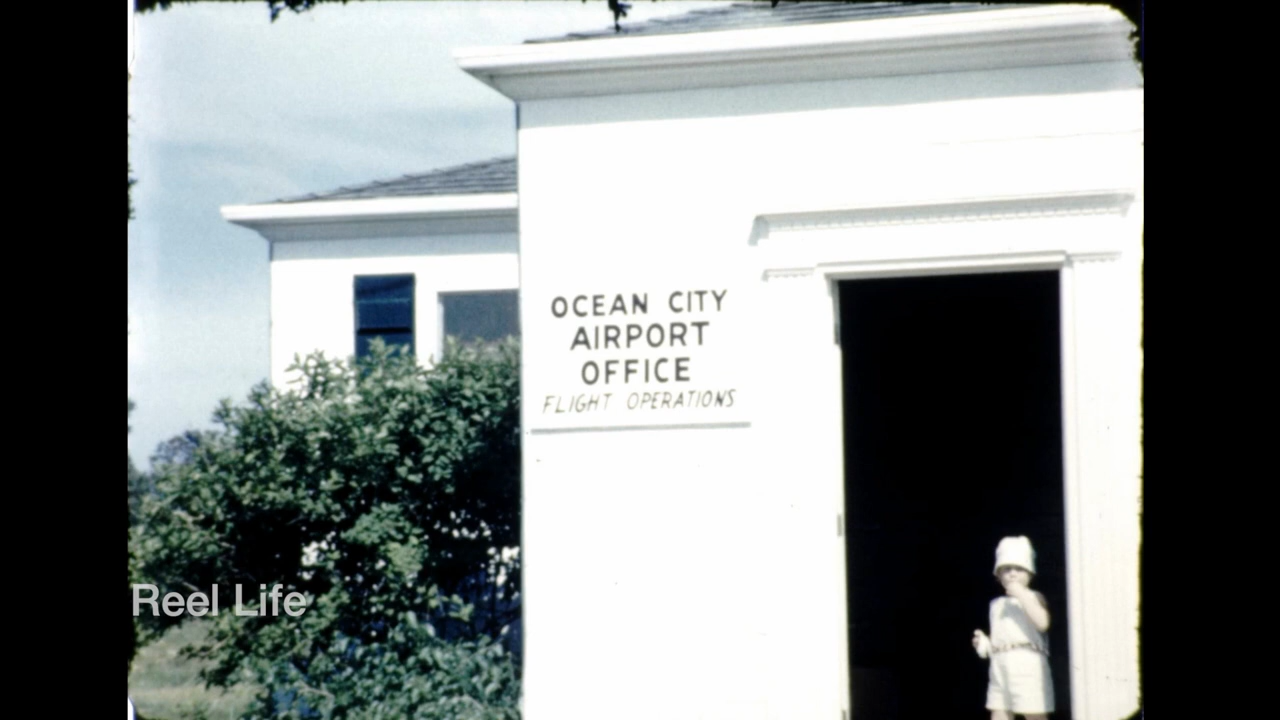 OCEAN CITY
AIRPORT
OFFICE
FLIGHT OPERATIONS
Reel Life